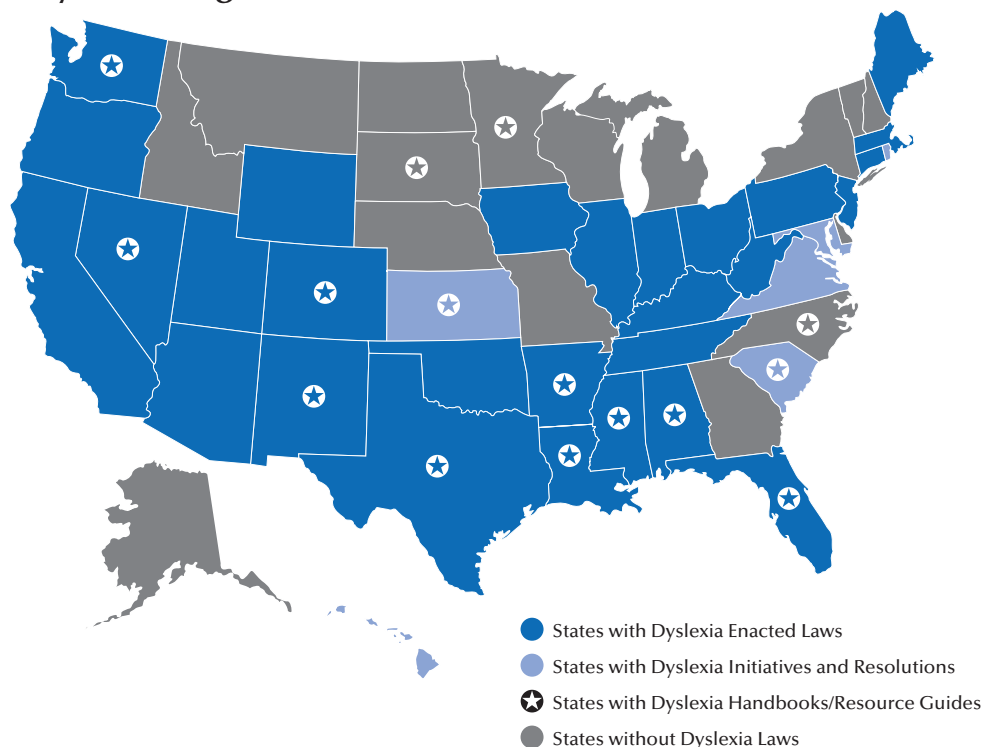 States with Dyslexia Enacted Laws
States with Dyslexia Initiatives and Resolutions
States with Dyslexia Handbooks/Resource Guides
States without Dyslexia Laws